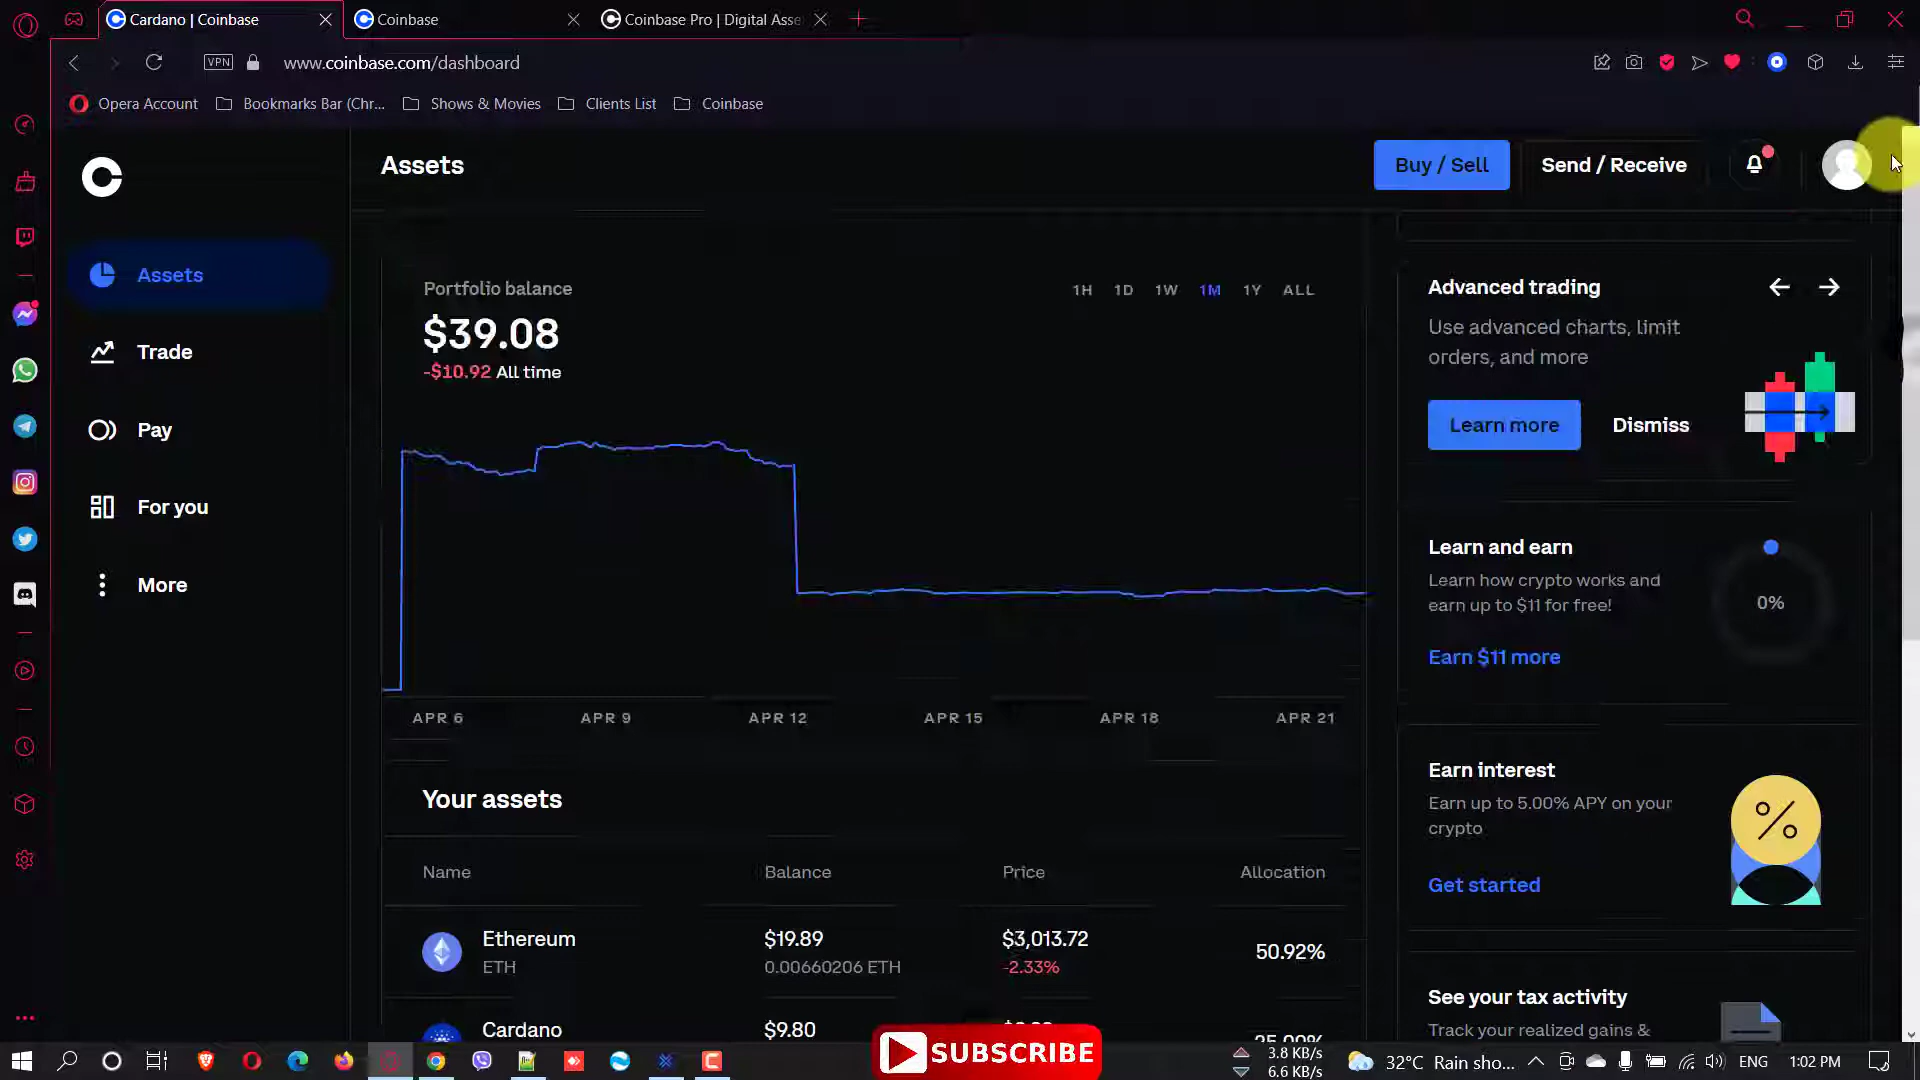 Cardano | Coinbase
Coinbase
Coinbase Pro | Digital Asse
VPN
www.coinbase.com/dashboard
Opera Account
Bookmarks Bar (Chr...
Shows & Movies
Clients List
Coinbase
Assets
Buy / Sell
Send / Receive
Assets
Trade
Pay
For you
More
Portfolio balance
$39.08
-$10.92 All time
1H 1D 1W 1M 1Y ALL
APR 6 APR 9 APR 12 APR 15 APR 18 APR 21
Your assets
Name Balance Price Allocation
Ethereum $19.89 $3,013.72 50.92%
ETH 0.00660206 ETH -2.33%
Cardano $9.80
Advanced trading
Use advanced charts, limit
orders, and more
Learn more Dismiss
Learn and earn
Learn how crypto works and
earn up to $11 for free!
0%
Earn $11 more
Earn interest
Earn up to 5.00% APY on your
crypto
Get started
See your tax activity
Track your realized gains &
SUBSCRIBE
3.8 KB/s
6.6 KB/s
32°C Rain sho...
ENG
1:02 PM